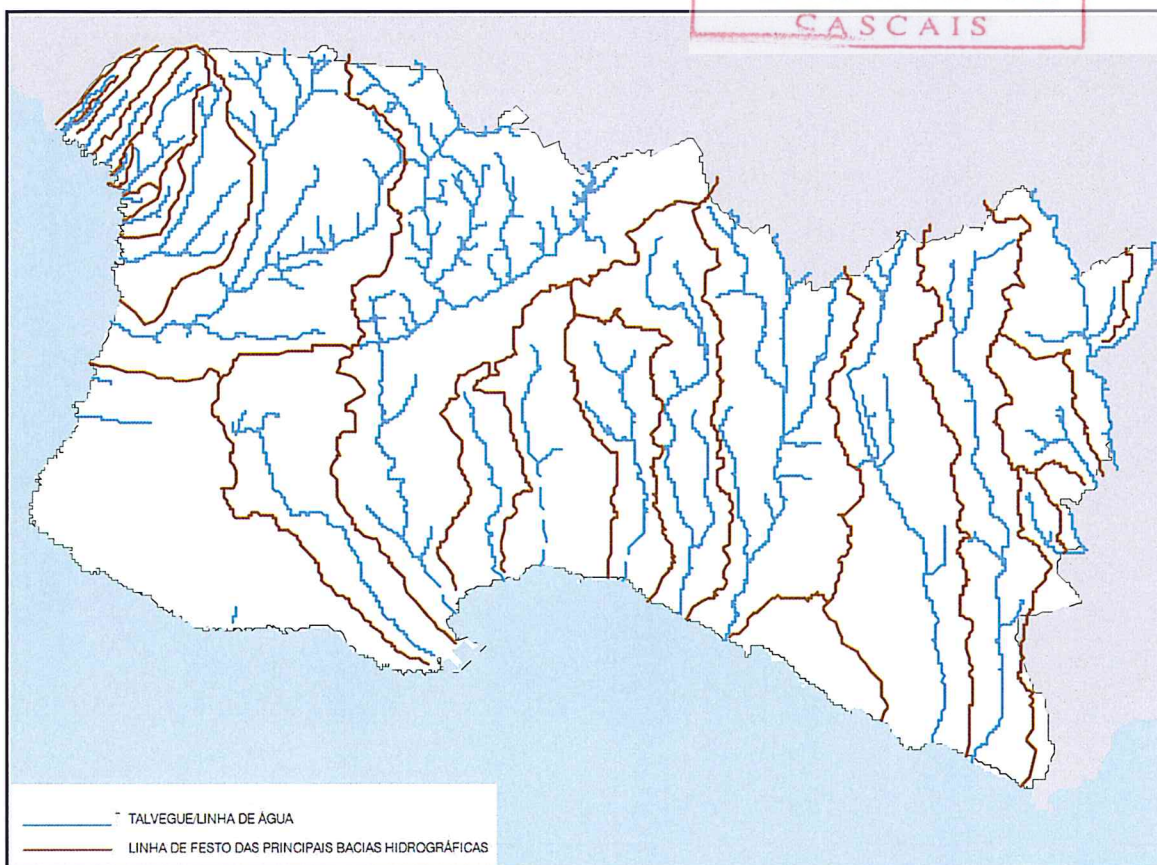 CASCAIS
TALVEGUE/LINHA DE ÁGUA
LINHA DE FESTO DAS PRINCIPAIS BACIAS HIDROGRÁFICAS